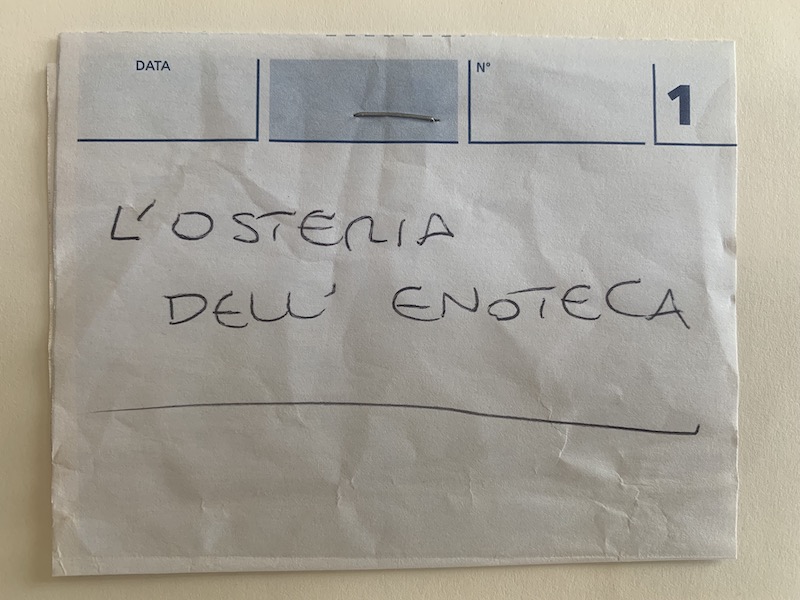 DATA N° 1
L'OSTERIA
DELL' ENOTECA